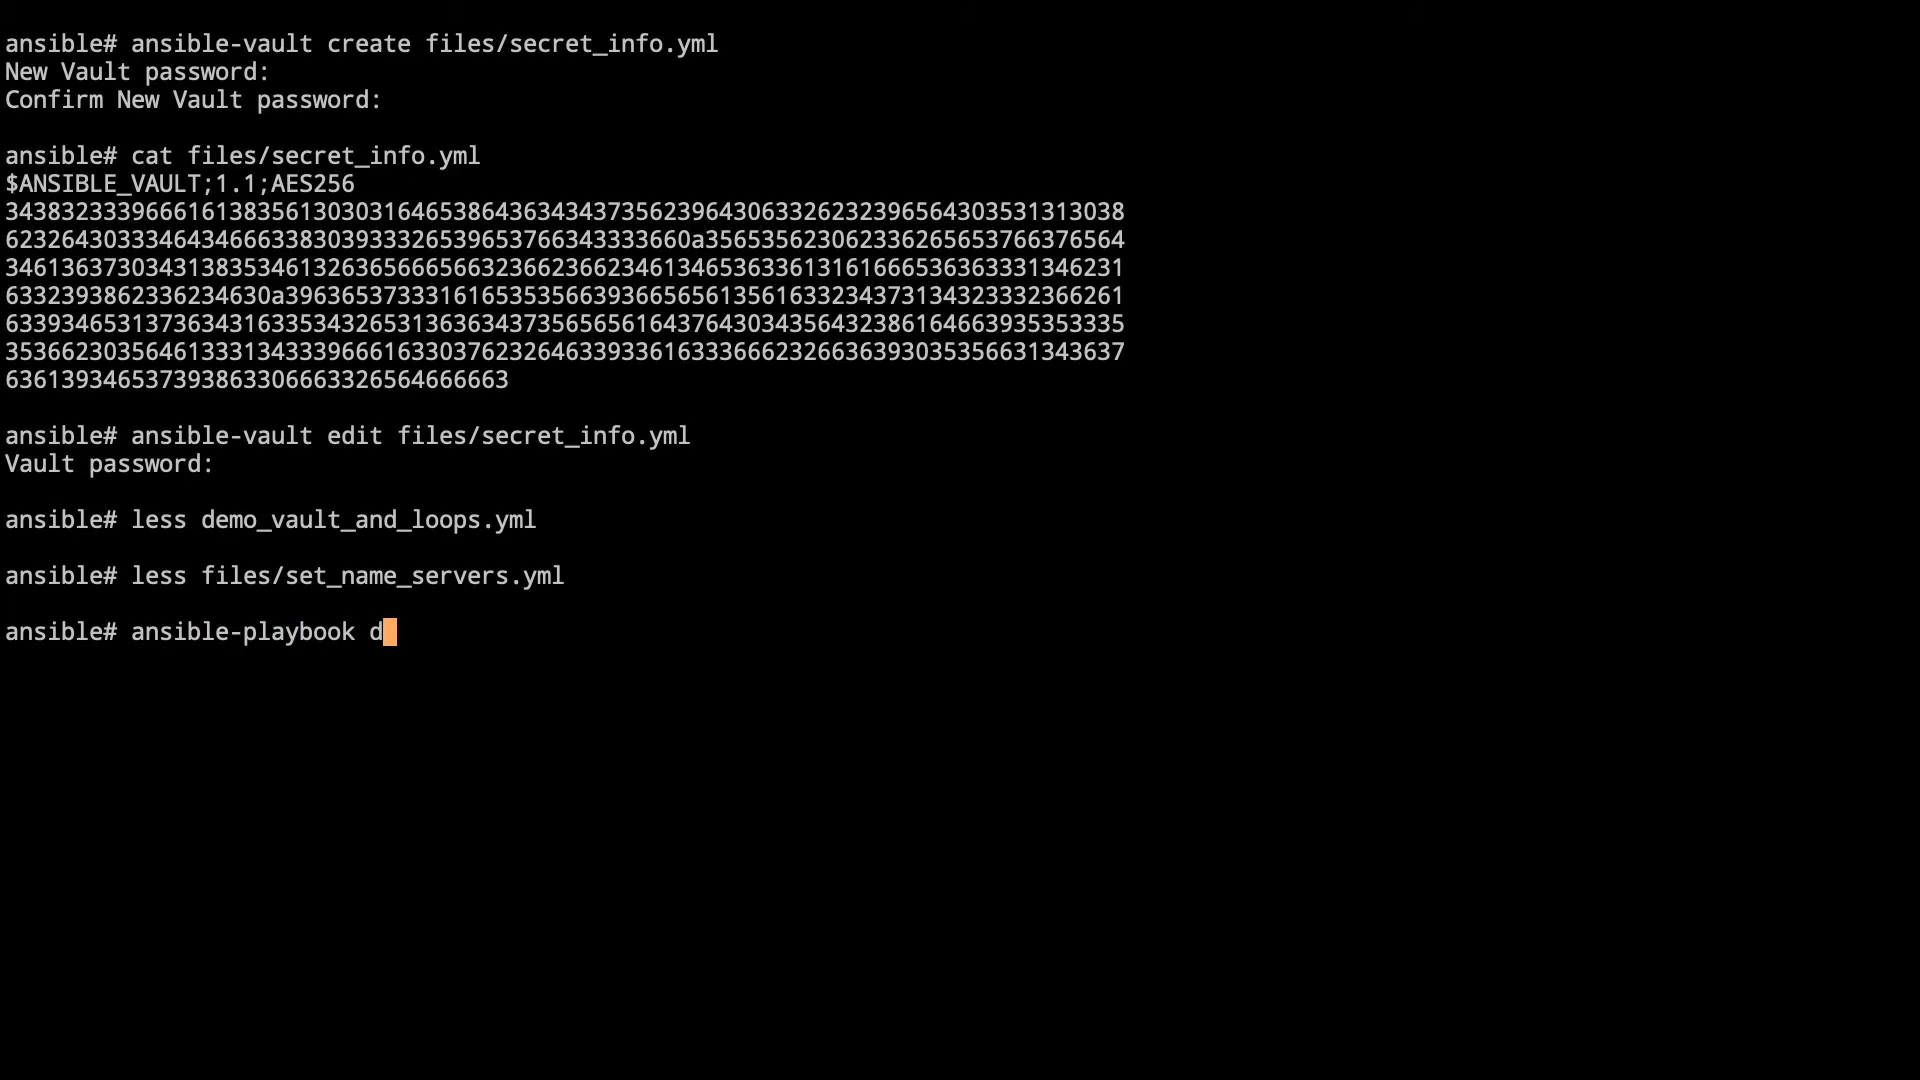 ansible# ansible-vault create files/secret_info.yml
New Vault password:
Confirm New Vault password:
ansible# cat files/secret_info.yml
$ANSIBLE_VAULT;1.1;AES256
34383233396661613835613030316465386436343437356239643063326232396564303531313038
6232643033346434666338303933326539653766343333660a356535623062336265653766376564
34613637303431383534613263656665663236623662346134653633613161666536363331346231
6332393862336234630a396365373331616535356639366565613561633234373134323332366261
63393465313736343163353432653136363437356565616437643034356432386164663935353335
35366230356461333134333966616330376232646339336163336662326636393035356631343637
636139346537393863306663326564666663
ansible# ansible-vault edit files/secret_info.yml
Vault password:
ansible# less demo_vault_and_loops.yml
ansible# less files/set_name_servers.yml
ansible# ansible-playbook d